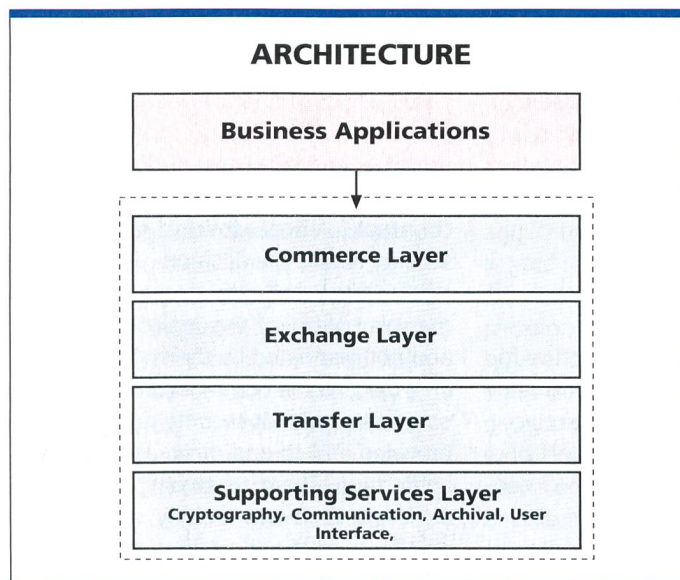 ARCHITECTURE
Business Applications
Commerce Layer
Exchange Layer
Transfer Layer
Supporting Services Layer
Cryptography, Communication, Archival, User
Interface,